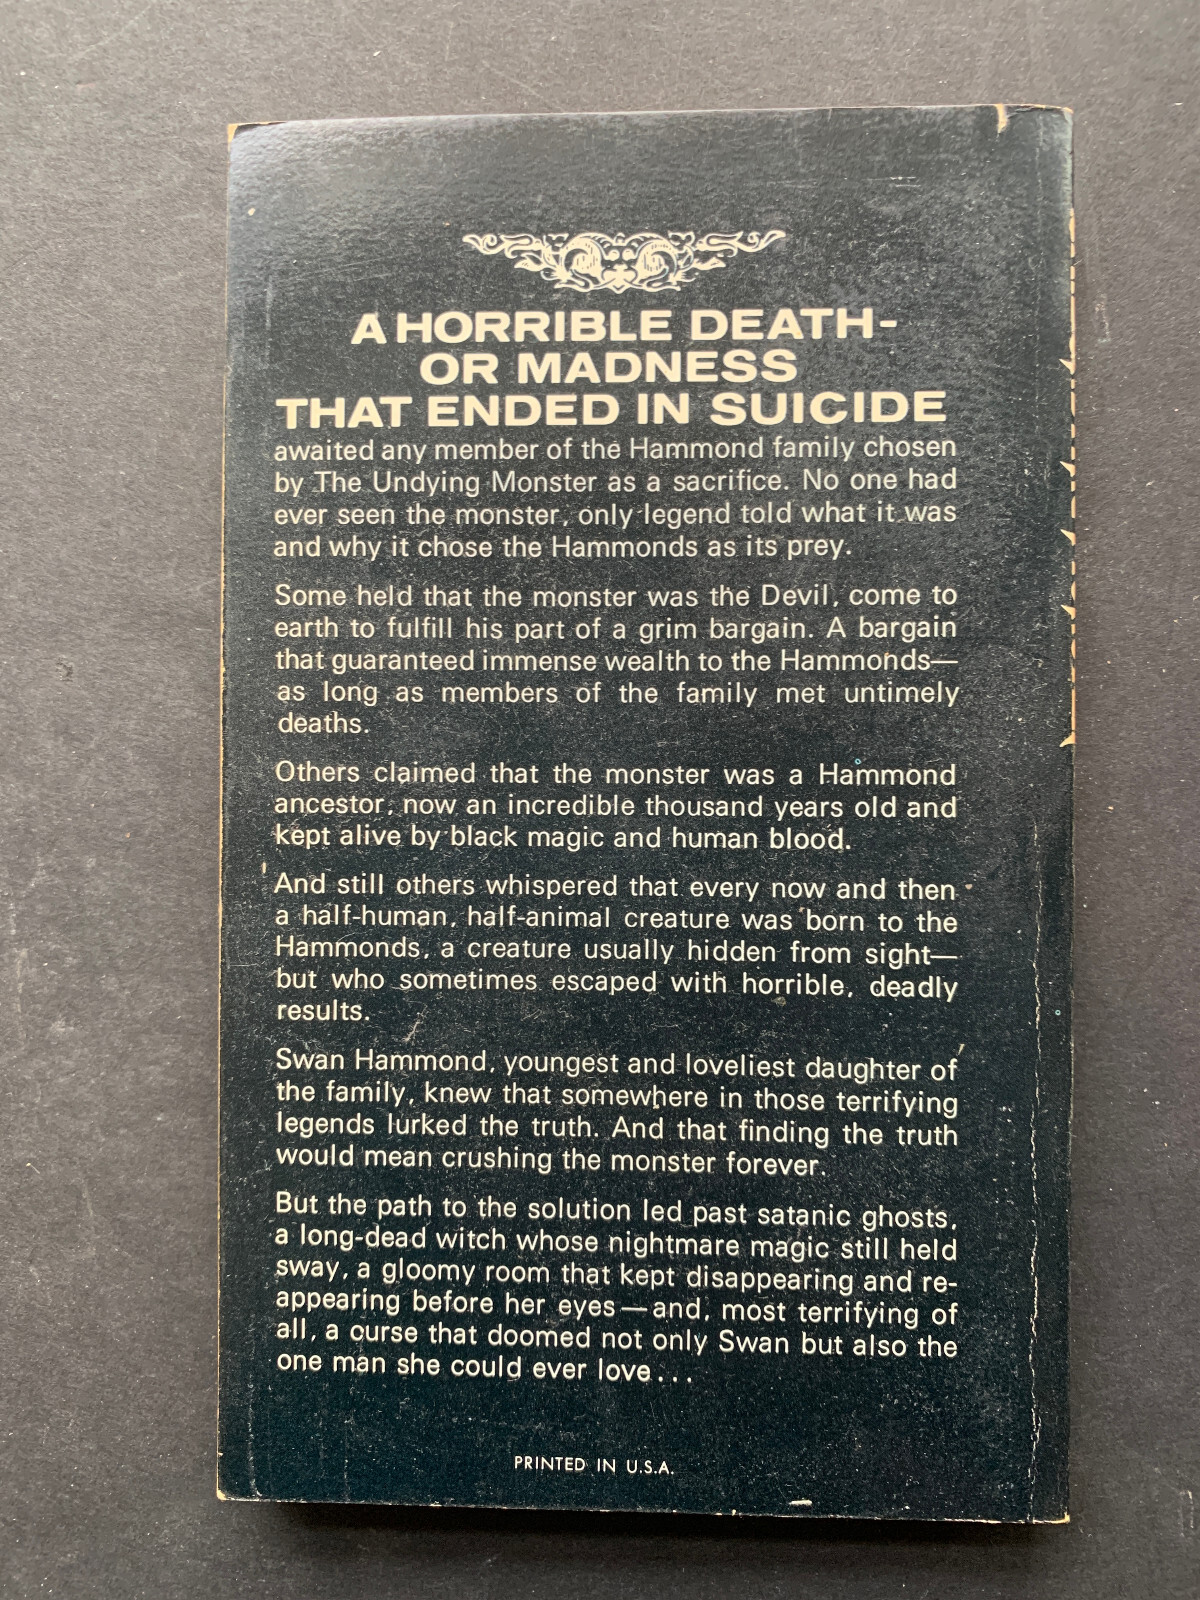 A HORRIBLE DEATH-
OR MADNESS
THAT ENDED IN SUICIDE
awaited any member of the Hammond family chosen
by The Undying Monster as a sacrifice. No one had
ever seen the monster, only legend told what it was
and why it chose the Hammonds as its prey.
Some held that the monster was the Devil, come to
earth to fulfill his part of a grim bargain. A bargain
that guaranteed immense wealth to the Hammonds—
as long as members of the family met untimely
deaths.
Others claimed that the monster was a Hammond
ancestor, now an incredible thousand years old and
kept alive by black magic and human blood.
And still others whispered that every now and then
a half-human, half-animal creature was born to the
Hammonds, a creature usually hidden from sight—
but who sometimes escaped with horrible, deadly
results.
Swan Hammond, youngest and loveliest daughter of
the family, knew that somewhere in those terrifying
legends lurked the truth. And that finding the truth
would mean crushing the monster forever.
But the path to the solution led past satanic ghosts,
a long-dead witch whose nightmare magic still held
sway, a gloomy room that kept disappearing and re-
appearing before her eyes—and, most terrifying of
all, a curse that doomed not only Swan but also the
one man she could ever love...
PRINTED IN U.S.A.